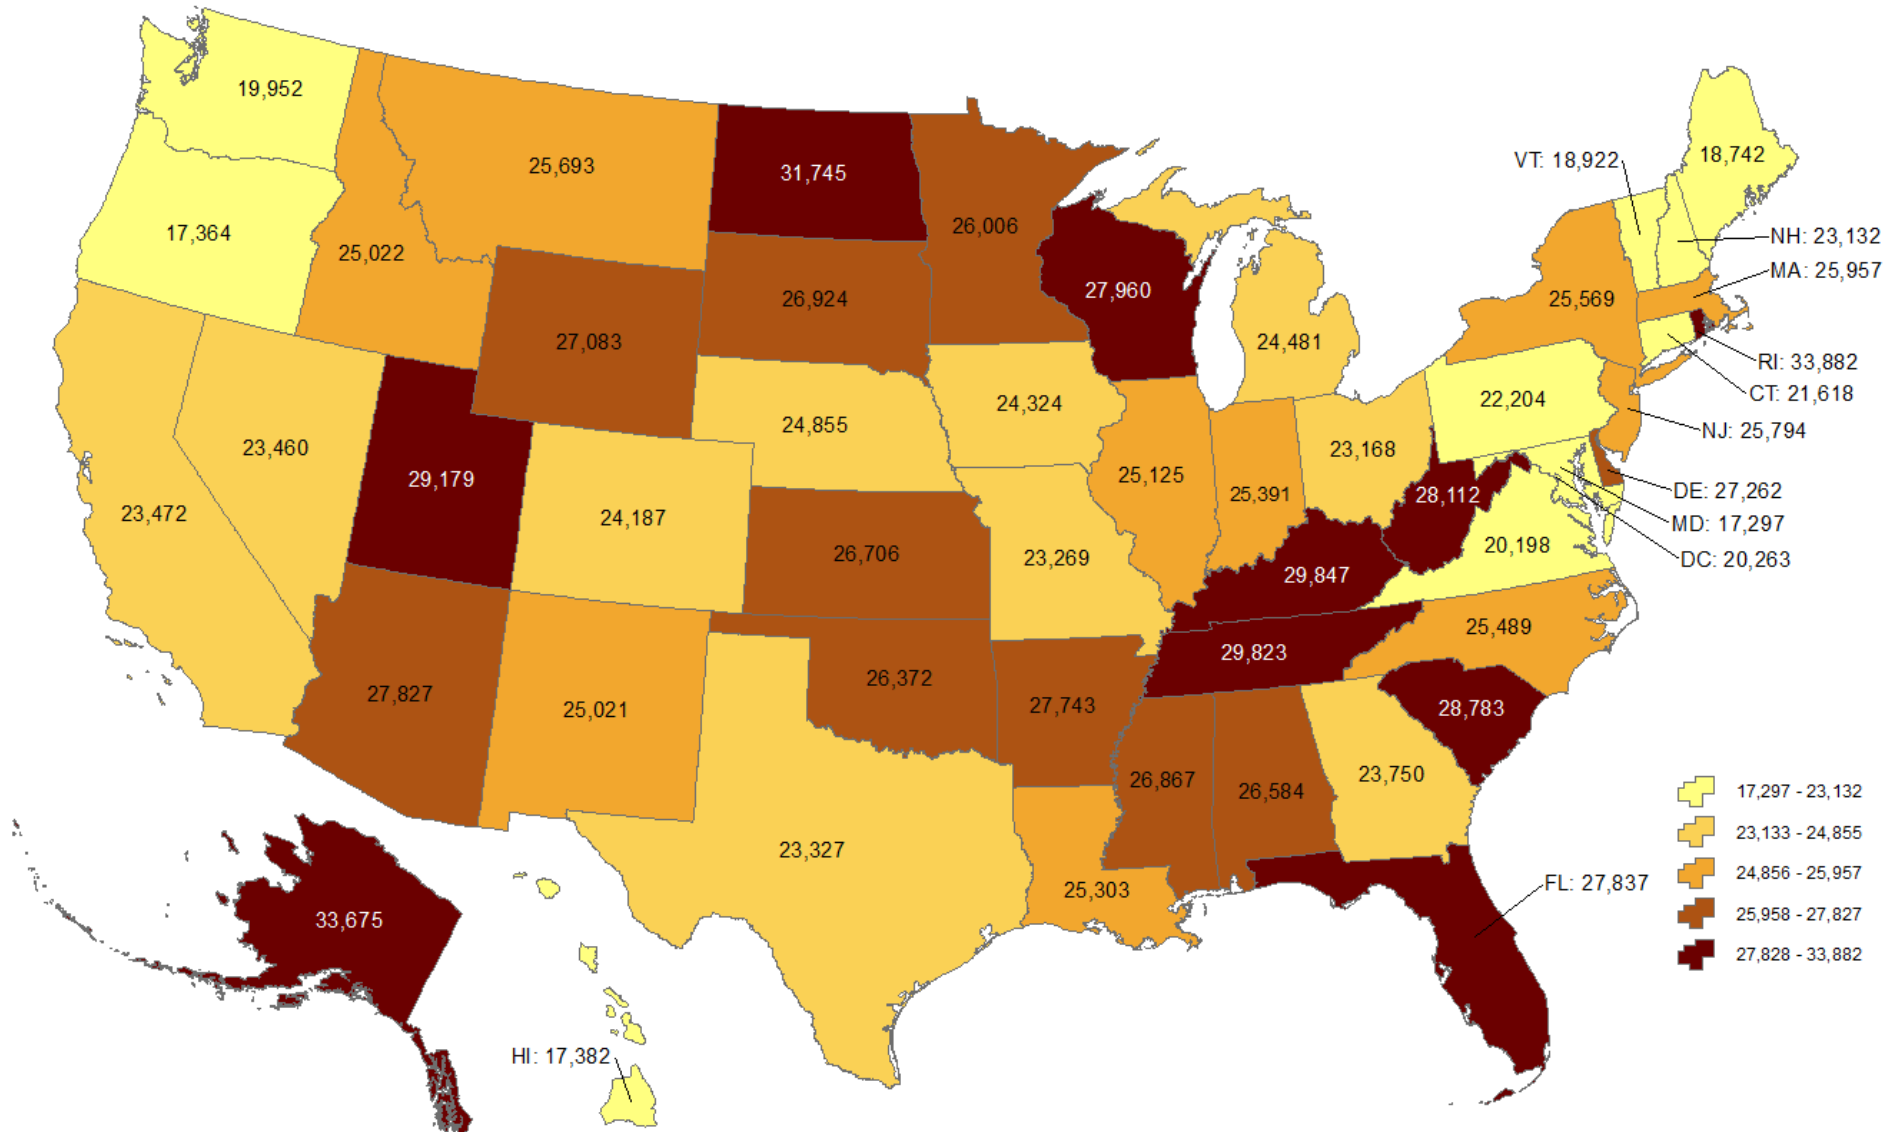 19,952
17,364
25,022
25,693
31,745
26,006
27,960
26,924
27,083
24,481
18,742
VT: 18,922
NH: 23,132
MA: 25,957
25,569
RI: 33,882
CT: 21,618
NJ: 25,794
22,204
DE: 27,262
MD: 17,297
DC: 20,263
23,472
23,460
29,179
24,187
24,855
24,324
25,125
25,391
23,168
28,112
20,198
26,706
23,269
29,847
29,823
25,489
27,827
25,021
26,372
27,743
28,783
26,867
26,584
23,750
23,327
25,303
FL: 27,837
33,675
HI: 17,382
17,297 - 23,132
23,133 - 24,855
24,856 - 25,957
25,958 - 27,827
27,828 - 33,882